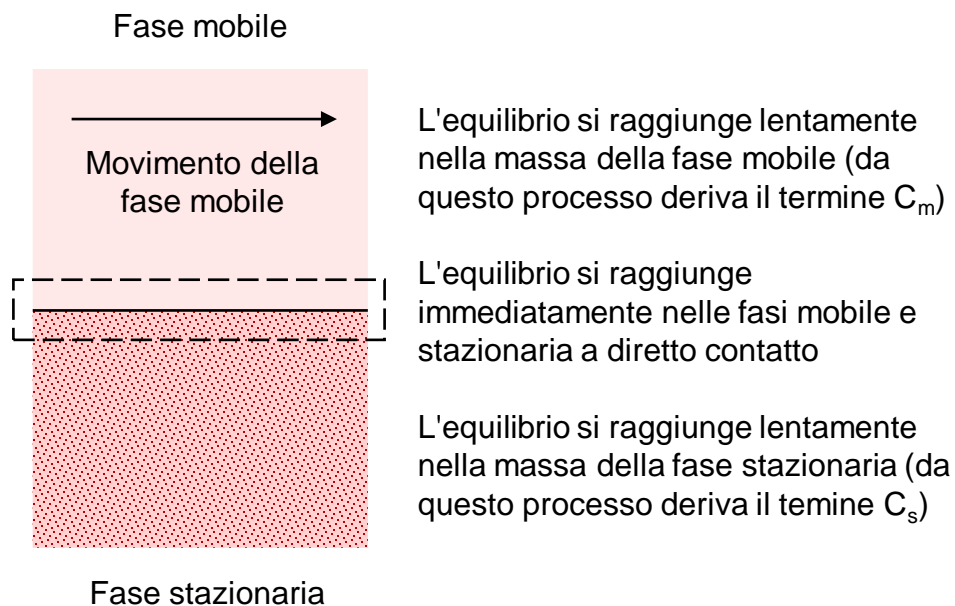 Fase mobile
Movimento della
fase mobile
L'equilibrio si raggiunge lentamente
nella massa della fase mobile (da
questo processo deriva il termine Cₘ)
L'equilibrio si raggiunge
immediatamente nelle fasi mobile e
stazionaria a diretto contatto
L'equilibrio si raggiunge lentamente
nella massa della fase stazionaria (da
questo processo deriva il temine Cₛ)
Fase stazionaria